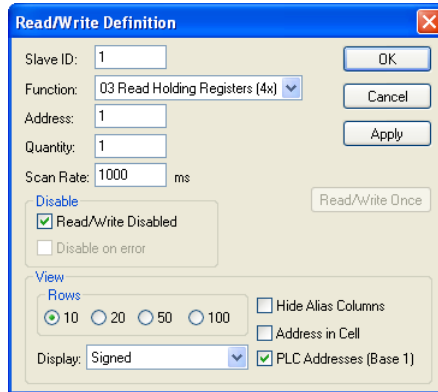 Read/Write Definition
Slave ID: 1
OK
Function: 03 Read Holding Registers (4x)
Cancel
Address: 1
Quantity: 1
Apply
Scan Rate: 1000 ms
Disable
Read/Write Disabled
Read/Write Once
Disable on error
View
Rows
10 20 50 100
Hide Alias Columns
Address in Cell
Display: Signed
PLC Addresses (Base 1)